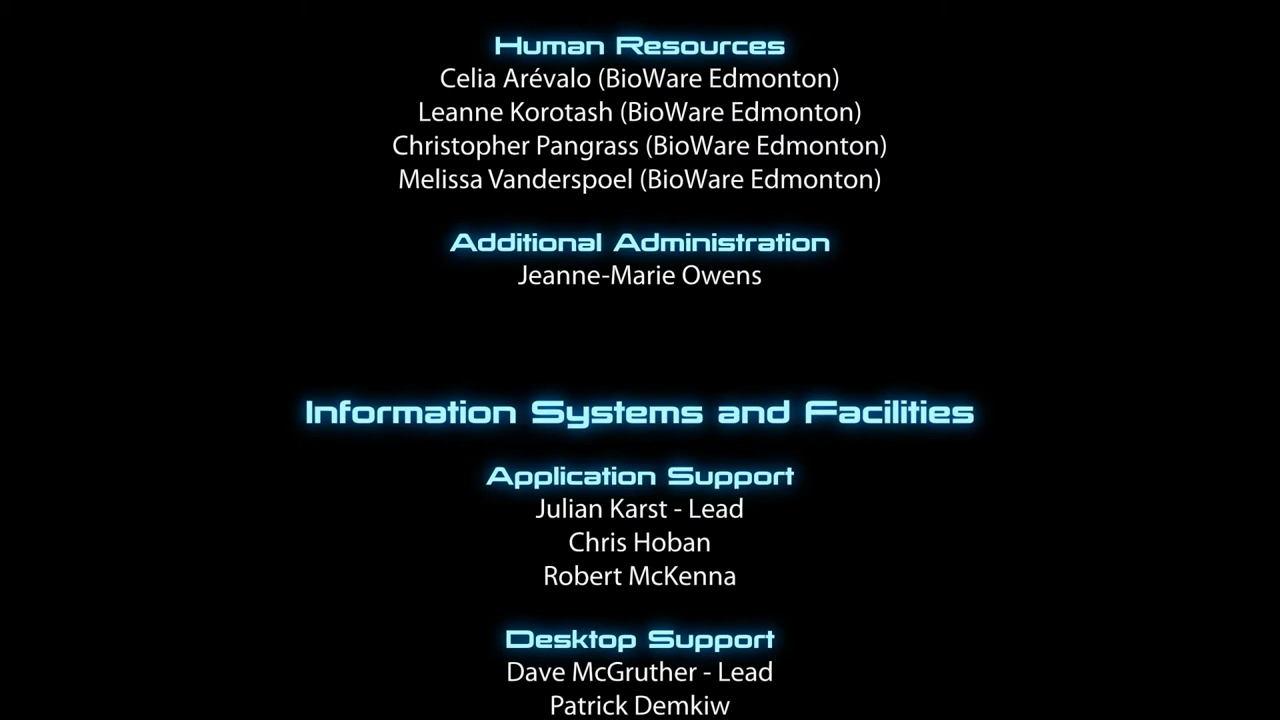 Human Resources
Celia Arévalo (BioWare Edmonton)
Leanne Korotash (BioWare Edmonton)
Christopher Pangrass (BioWare Edmonton)
Melissa Vanderspoel (BioWare Edmonton)
Additional Administration
Jeanne-Marie Owens
Information Systems and Facilities
Application Support
Julian Karst - Lead
Chris Hoban
Robert McKenna
Desktop Support
Dave McGruther - Lead
Patrick Demkiw